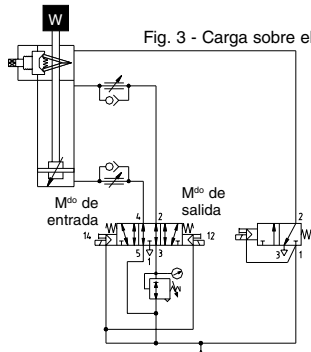 W
Fig. 3 - Carga sobre el
Mdo de
entrada
Mdo de
salida
4 2
14
12
5 3
1
2
3 1